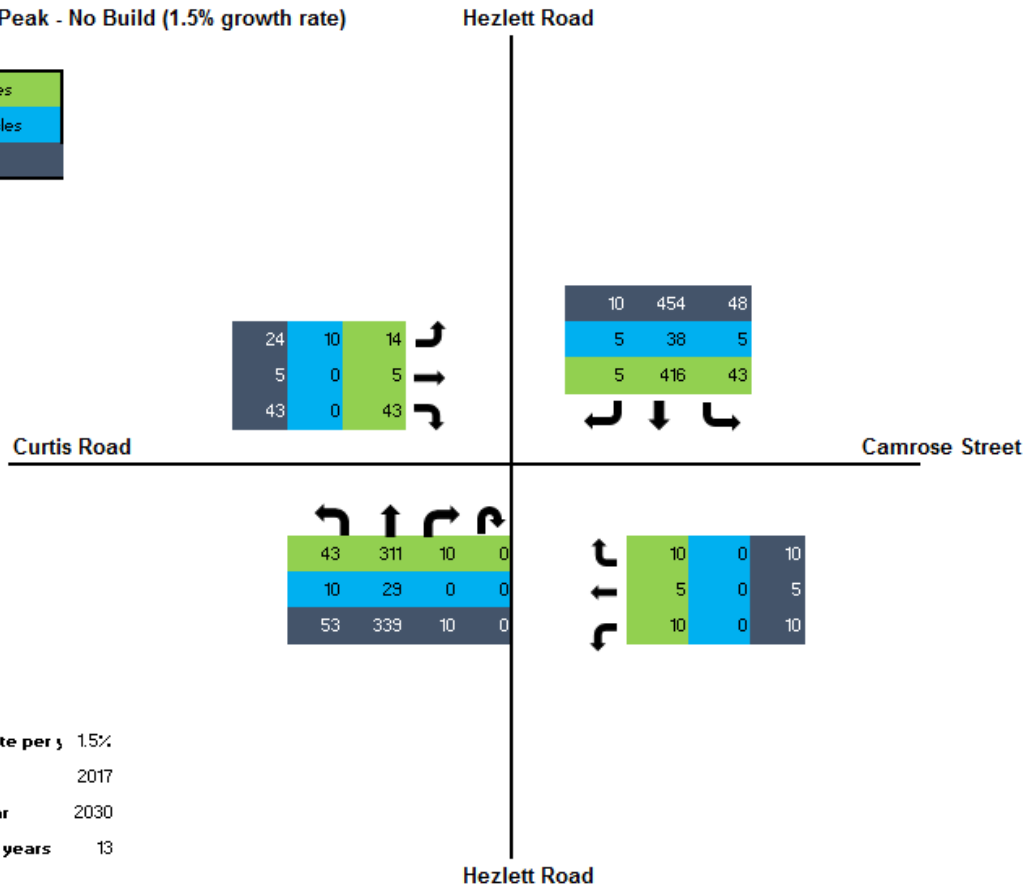 Peak - No Build (1.5% growth rate)
Hezlett Road
es
les
10 454 48
5 38 5
5 416 43
24 10 14
5 0 5
43 0 43
Curtis Road
Camrose Street
43 311 10 0
10 29 0 0
53 339 10 0
10 0 10
5 0 5
10 0 10
te per y 1.5%
2017
ar 2030
years 13
Hezlett Road